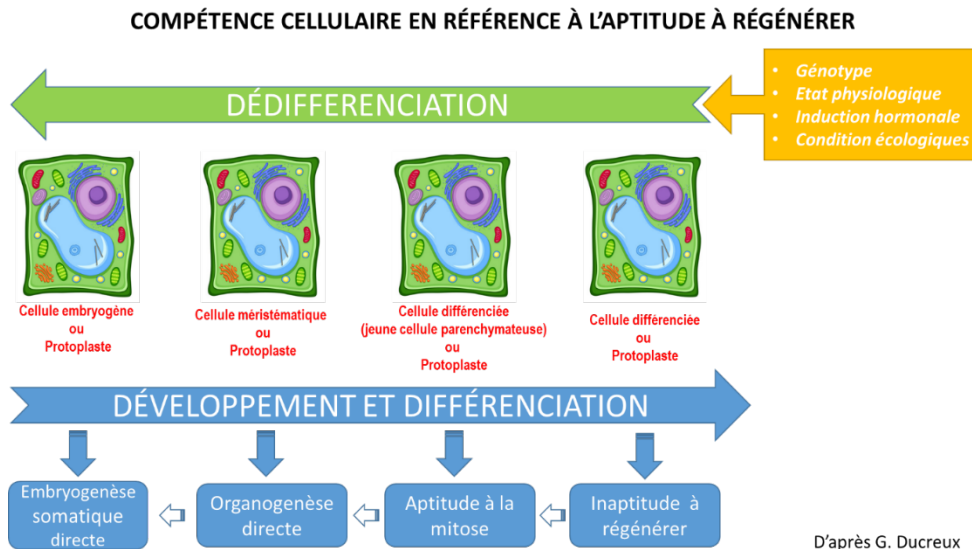 COMPÉTENCE CELLULAIRE EN RÉFÉRENCE À L'APTITUDE À RÉGÉNÉRER
DÉDIFFERENCIATION
• Génotype
• Etat physiologique
• Induction hormonale
• Condition écologiques
Cellule embryogène
ou
Protoplaste
Cellule méristématique
ou
Protoplaste
Cellule différenciée
(jeune cellule parenchymateuse)
ou
Protoplaste
Cellule différenciée
ou
Protoplaste
DÉVELOPPEMENT ET DIFFÉRENCIATION
Embryogenèse
somatique
directe
Organogenèse
directe
Aptitude à la
mitose
Inaptitude à
régénérer
D'après G. Ducreux